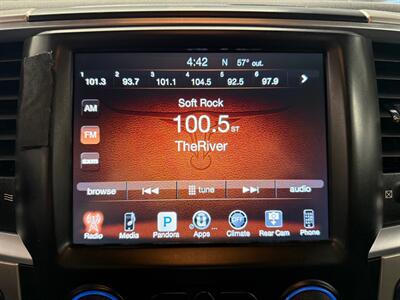 4:42 N 57° out.
1 101.3 2 93.7 3 101.1 4 104.5 5 92.5 6 97.9
AM
Soft Rock
100.5 ST
FM
TheRiver
sxm
browse tune audio
P
OFF
Radio Media Pandora Apps Climate Rear Cam Phone